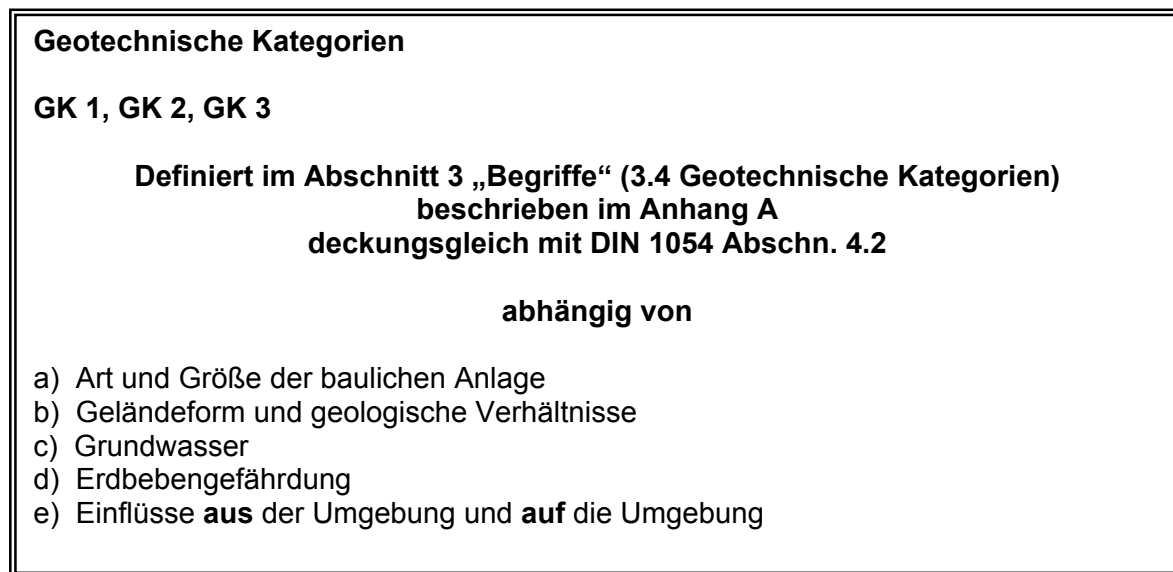 Geotechnische Kategorien
GK 1, GK 2, GK 3
Definiert im Abschnitt 3 „Begriffe“ (3.4 Geotechnische Kategorien)
beschrieben im Anhang A
deckungsgleich mit DIN 1054 Abschn. 4.2
abhängig von
a) Art und Größe der baulichen Anlage
b) Geländeform und geologische Verhältnisse
c) Grundwasser
d) Erdbebengefährdung
e) Einflüsse aus der Umgebung und auf die Umgebung